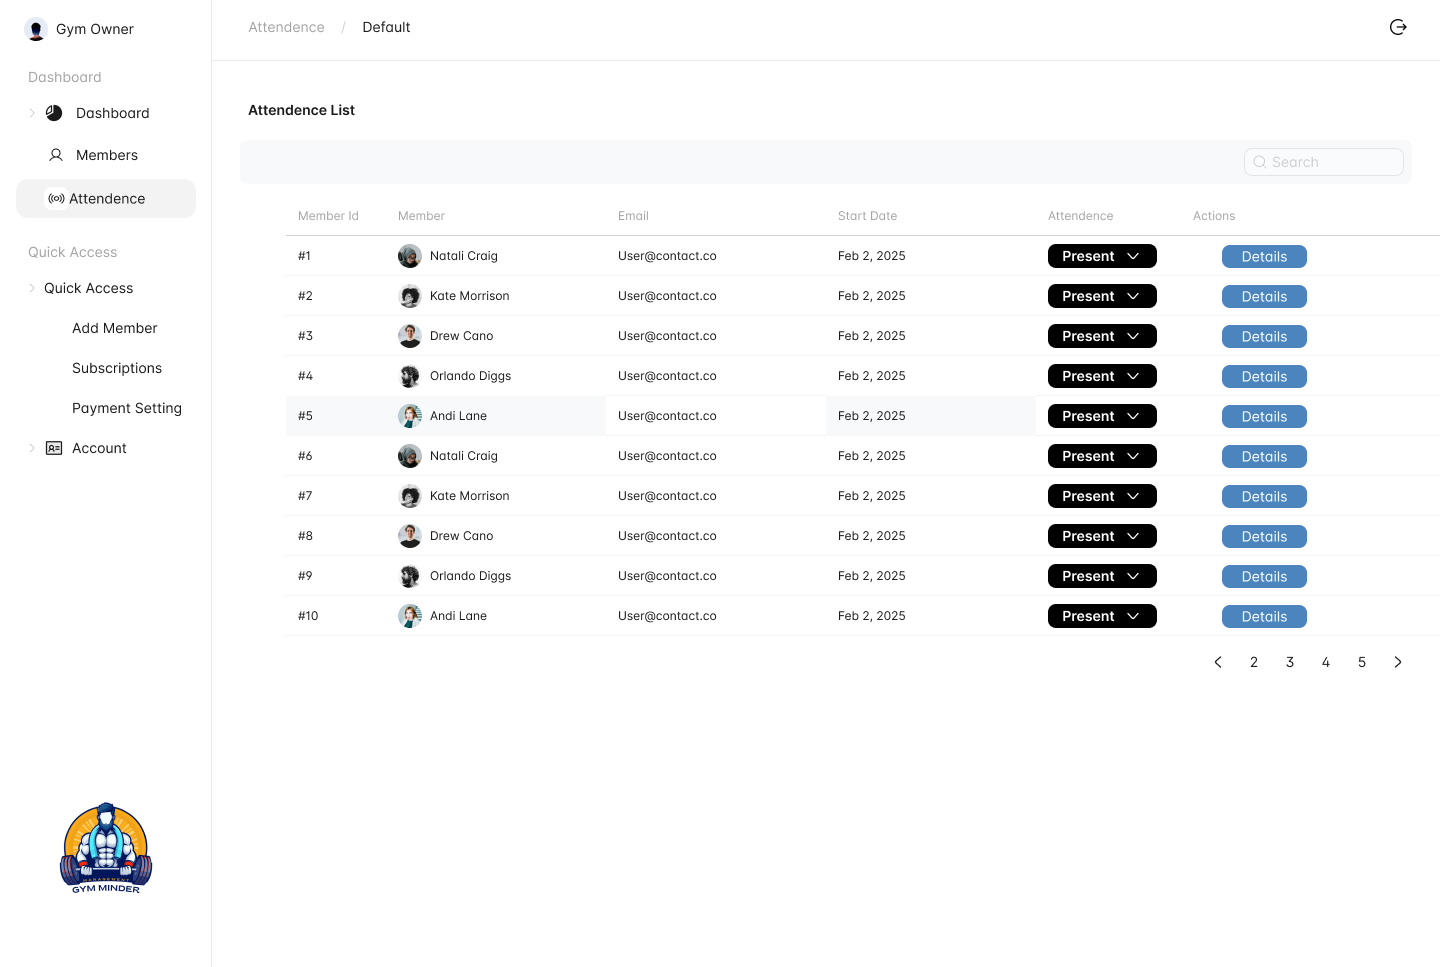 Gym Owner
Attendence / Default
Dashboard
Dashboard
Members
Attendence
Quick Access
Quick Access
Add Member
Subscriptions
Payment Setting
Account
MANAGEMENT
GYM MINDER
Attendence List
Search
Member Id Member Email Start Date Attendence Actions
#1 Natali Craig User@contact.co Feb 2, 2025 Present Details
#2 Kate Morrison User@contact.co Feb 2, 2025 Present Details
#3 Drew Cano User@contact.co Feb 2, 2025 Present Details
#4 Orlando Diggs User@contact.co Feb 2, 2025 Present Details
#5 Andi Lane User@contact.co Feb 2, 2025 Present Details
#6 Natali Craig User@contact.co Feb 2, 2025 Present Details
#7 Kate Morrison User@contact.co Feb 2, 2025 Present Details
#8 Drew Cano User@contact.co Feb 2, 2025 Present Details
#9 Orlando Diggs User@contact.co Feb 2, 2025 Present Details
#10 Andi Lane User@contact.co Feb 2, 2025 Present Details
2 3 4 5